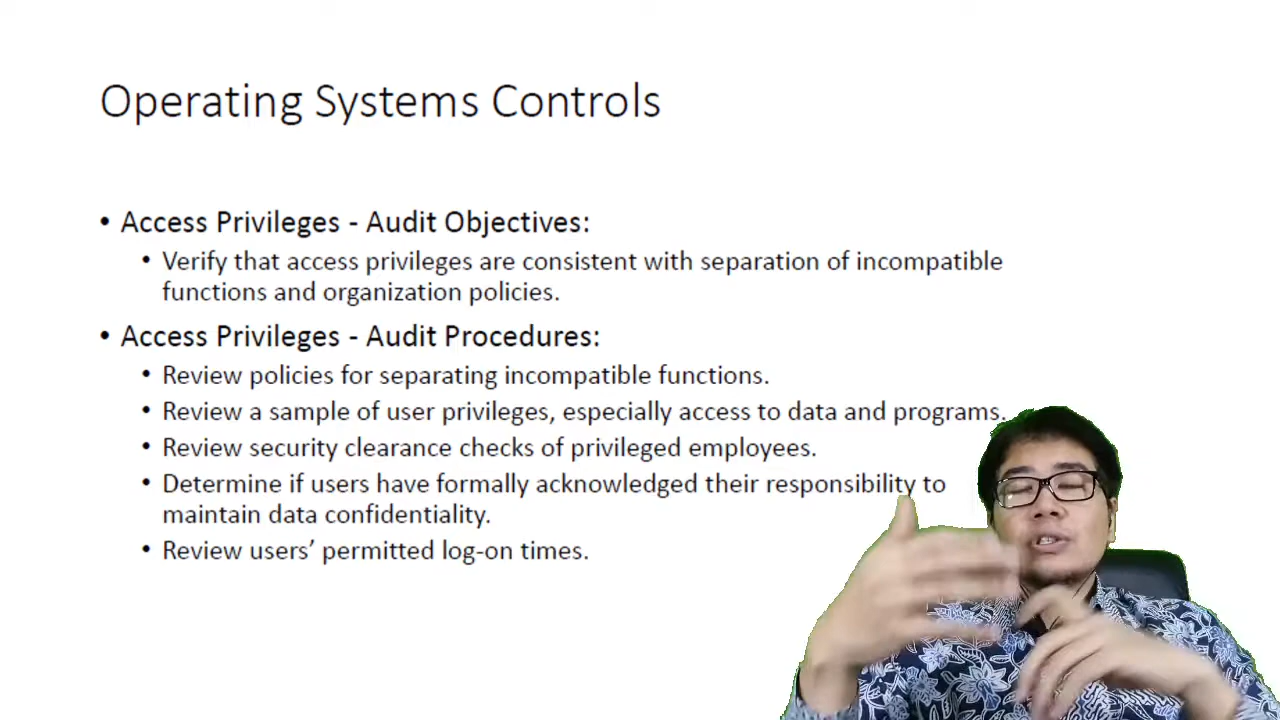 Operating Systems Controls
• Access Privileges - Audit Objectives:
• Verify that access privileges are consistent with separation of incompatible
functions and organization policies.
• Access Privileges - Audit Procedures:
• Review policies for separating incompatible functions.
• Review a sample of user privileges, especially access to data and programs.
• Review security clearance checks of privileged employees.
• Determine if users have formally acknowledged their responsibility to
maintain data confidentiality.
• Review users’ permitted log-on times.